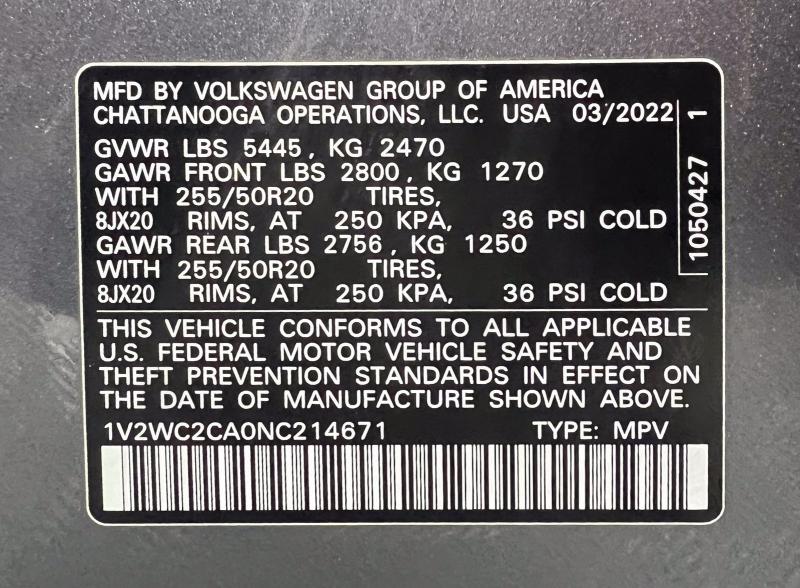 MFD BY VOLKSWAGEN GROUP OF AMERICA
CHATTANOOGA OPERATIONS, LLC. USA 03/2022
GVWR LBS 5445, KG 2470
GAWR FRONT LBS 2800, KG 1270
WITH 255/50R20 TIRES,
8JX20 RIMS, AT 250 KPA, 36 PSI COLD
GAWR REAR LBS 2756, KG 1250
WITH 255/50R20 TIRES,
8JX20 RIMS, AT 250 KPA, 36 PSI COLD
1050427 1
THIS VEHICLE CONFORMS TO ALL APPLICABLE
U.S. FEDERAL MOTOR VEHICLE SAFETY AND
THEFT PREVENTION STANDARDS IN EFFECT ON
THE DATE OF MANUFACTURE SHOWN ABOVE.
1V2WC2CA0NC214671 TYPE: MPV